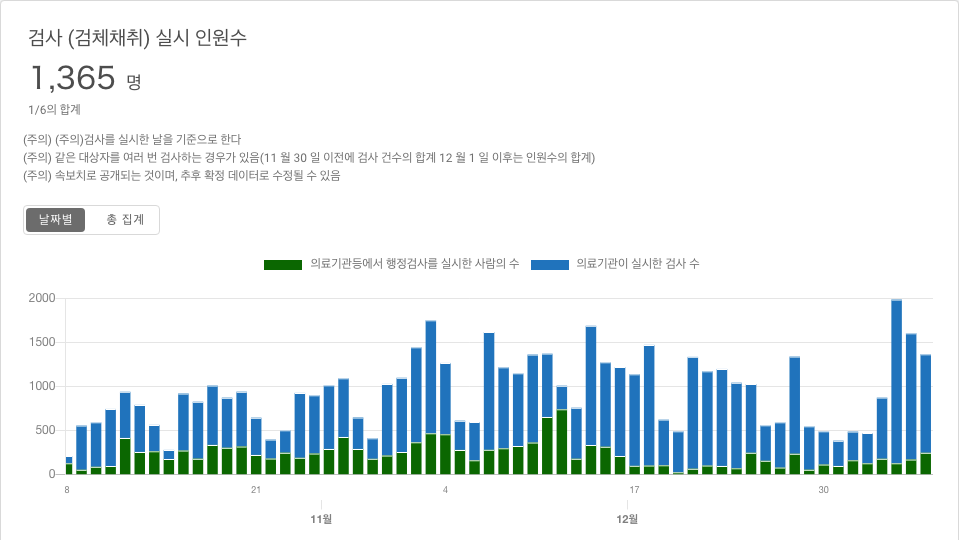 검사 (검체채취) 실시 인원수
1,365 명
1/6의 합계
(주의) (주의)검사를 실시한 날을 기준으로 한다
(주의) 같은 대상자를 여러 번 검사하는 경우가 있음(11 월 30 일 이전에 검사 건수의 합계 12 월 1 일 이후는 인원수의 합계)
(주의) 속보치로 공개되는 것이며, 추후 확정 데이터로 수정될 수 있음
날짜별 총 집계
의료기관등에서 행정검사를 실시한 사람의 수 의료기관이 실시한 검사 수
2000
1500
1000
500
0
8 21 4 17 30
11월 12월